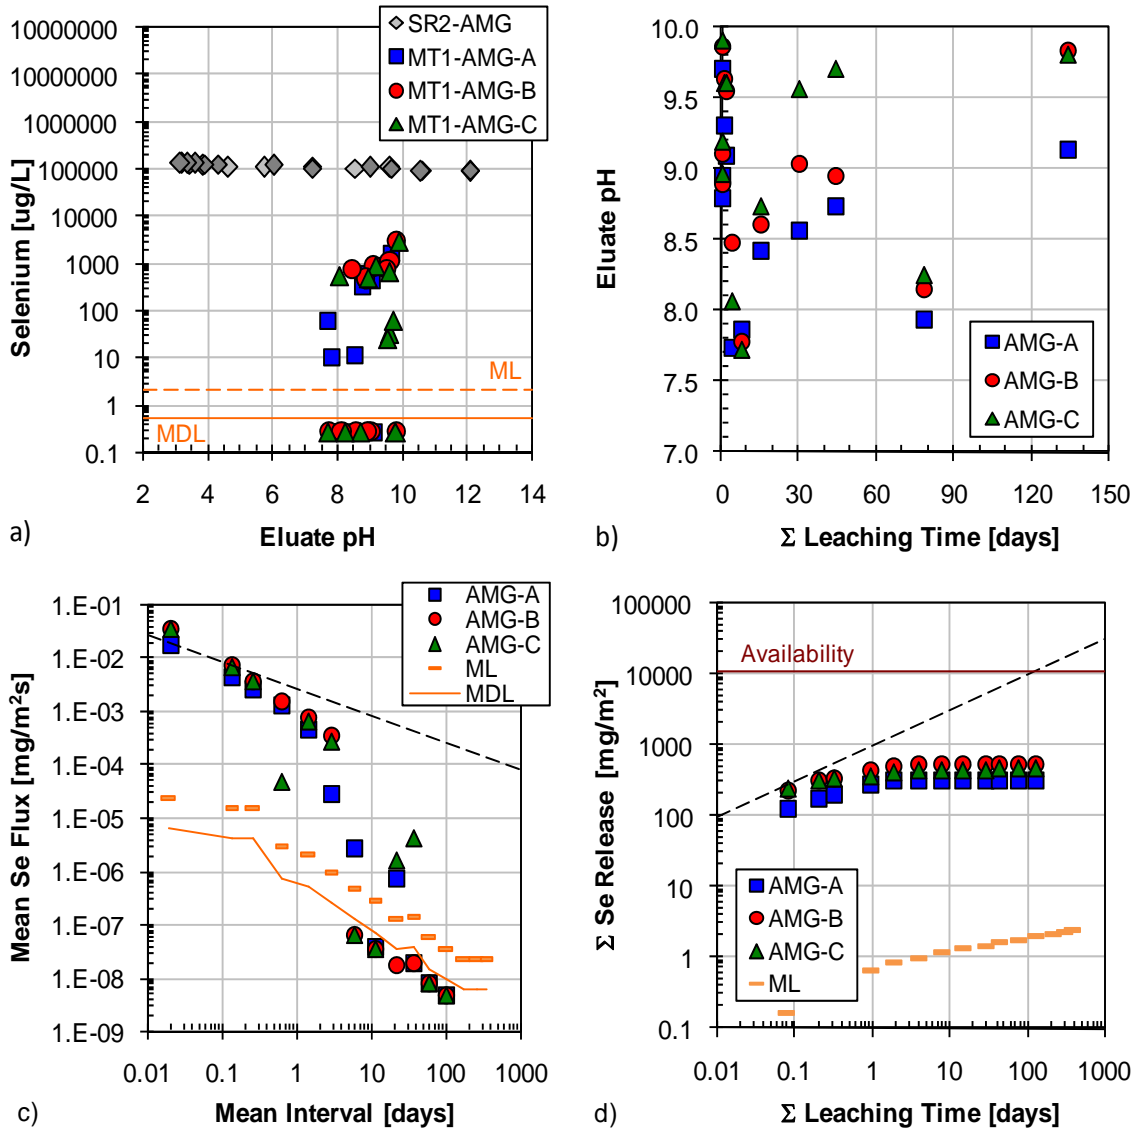 SR2-AMG
MT1-AMG-A
MT1-AMG-B
MT1-AMG-C
100000000
10000000
1000000
100000
10000
1000
100
10
1
0.1
Selenium [ug/L]
ML
MDL
2 4 6 8 10 12 14
Eluate pH
a)
10.0
9.5
9.0
8.5
8.0
7.5
7.0
Eluate pH
AMG-A
AMG-B
AMG-C
0 30 60 90 120 150
Σ Leaching Time [days]
b)
AMG-A
AMG-B
AMG-C
ML
MDL
1.E-01
1.E-02
1.E-03
1.E-04
1.E-05
1.E-06
1.E-07
1.E-08
1.E-09
Mean Se Flux [mg/m²s]
0.01 0.1 1 10 100 1000
Mean Interval [days]
c)
100000
10000
1000
100
10
1
0.1
Σ Se Release [mg/m²]
Availability
AMG-A
AMG-B
AMG-C
ML
0.01 0.1 1 10 100 1000
Σ Leaching Time [days]
d)